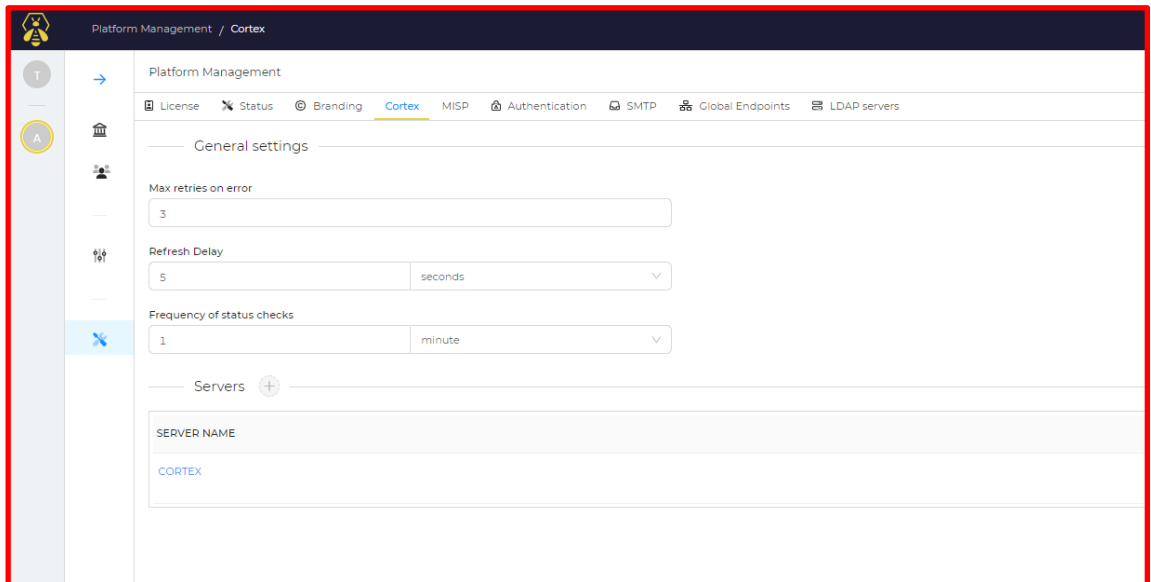 Platform Management / Cortex
T
A
Platform Management
License Status Branding Cortex MISP Authentication SMTP Global Endpoints LDAP servers
General settings
Max retries on error
3
Refresh Delay
5 seconds
Frequency of status checks
1 minute
Servers
SERVER NAME
CORTEX